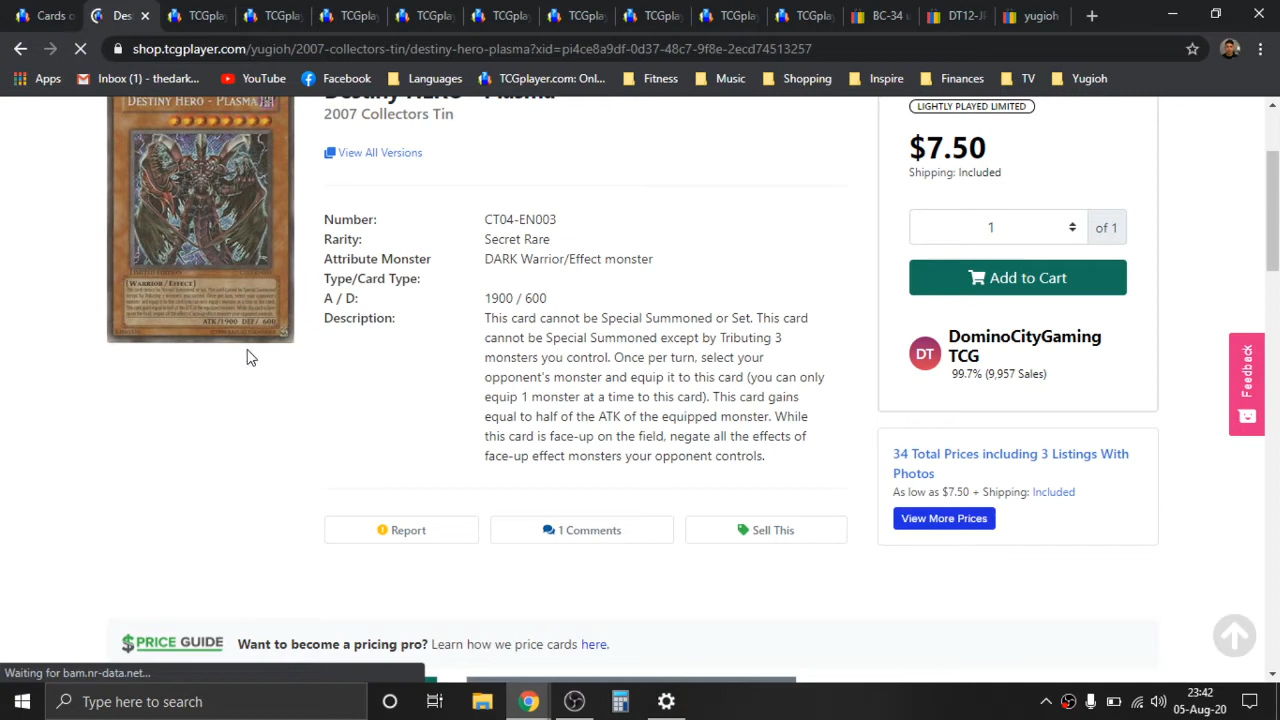 Cards o
Des
TCGpla
TCGpla
TCGpla
TCGpla
TCGpla
TCGpla
TCGpla
TCGpla
TCGpla
BC-34 u
DT12-JP
yugioh
shop.tcgplayer.com/yugioh/2007-collectors-tin/destiny-hero-plasma?xid=pi4ce8a9df-0d37-48c7-9f8e-2ecd74513257
Apps
Inbox (1) - thedark...
YouTube
Facebook
Languages
TCGplayer.com: Onl...
Fitness
Music
Shopping
Inspire
Finances
TV
Yugioh
DESTINY HERO - PLASMA
LIMITED EDITION
[WARRIOR/EFFECT]
ATK/1900 DEF/ 600
Destiny HERO - Plasma
2007 Collectors Tin
View All Versions
Number: CT04-EN003
Rarity: Secret Rare
Attribute Monster DARK Warrior/Effect monster
Type/Card Type:
A / D: 1900 / 600
Description: This card cannot be Special Summoned or Set. This card
cannot be Special Summoned except by Tributing 3
monsters you control. Once per turn, select your
opponent's monster and equip it to this card (you can only
equip 1 monster at a time to this card). This card gains
equal to half of the ATK of the equipped monster. While
this card is face-up on the field, negate all the effects of
face-up effect monsters your opponent controls.
Report
1 Comments
Sell This
LIGHTLY PLAYED LIMITED
$7.50
Shipping: Included
1
of 1
Add to Cart
DT
DominoCityGaming
TCG
99.7% (9,957 Sales)
34 Total Prices including 3 Listings With
Photos
As low as $7.50 + Shipping: Included
View More Prices
Feedback
PRICE GUIDE
Want to become a pricing pro? Learn how we price cards here.
Waiting for bam.nr-data.net...
Type here to search
23:42
05-Aug-20